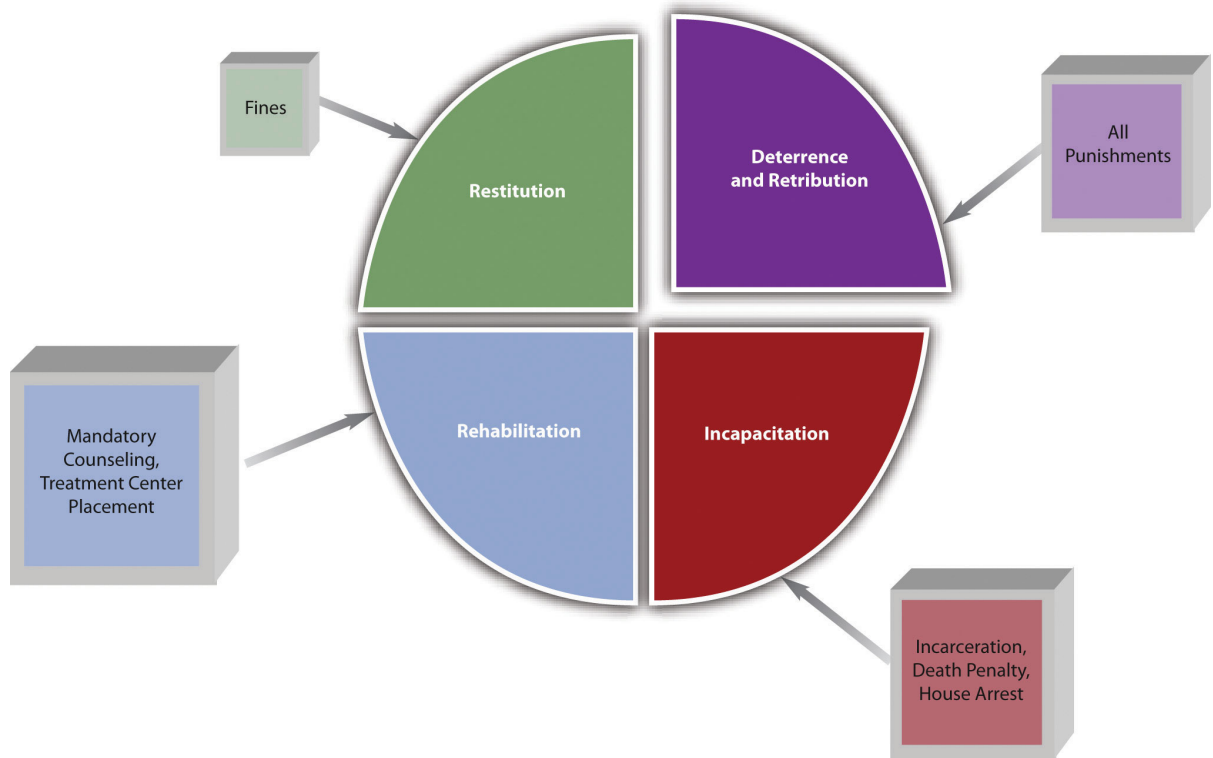 Fines
Restitution
Deterrence
and Retribution
All
Punishments
Mandatory
Counseling,
Treatment Center
Placement
Rehabilitation
Incapacitation
Incarceration,
Death Penalty,
House Arrest